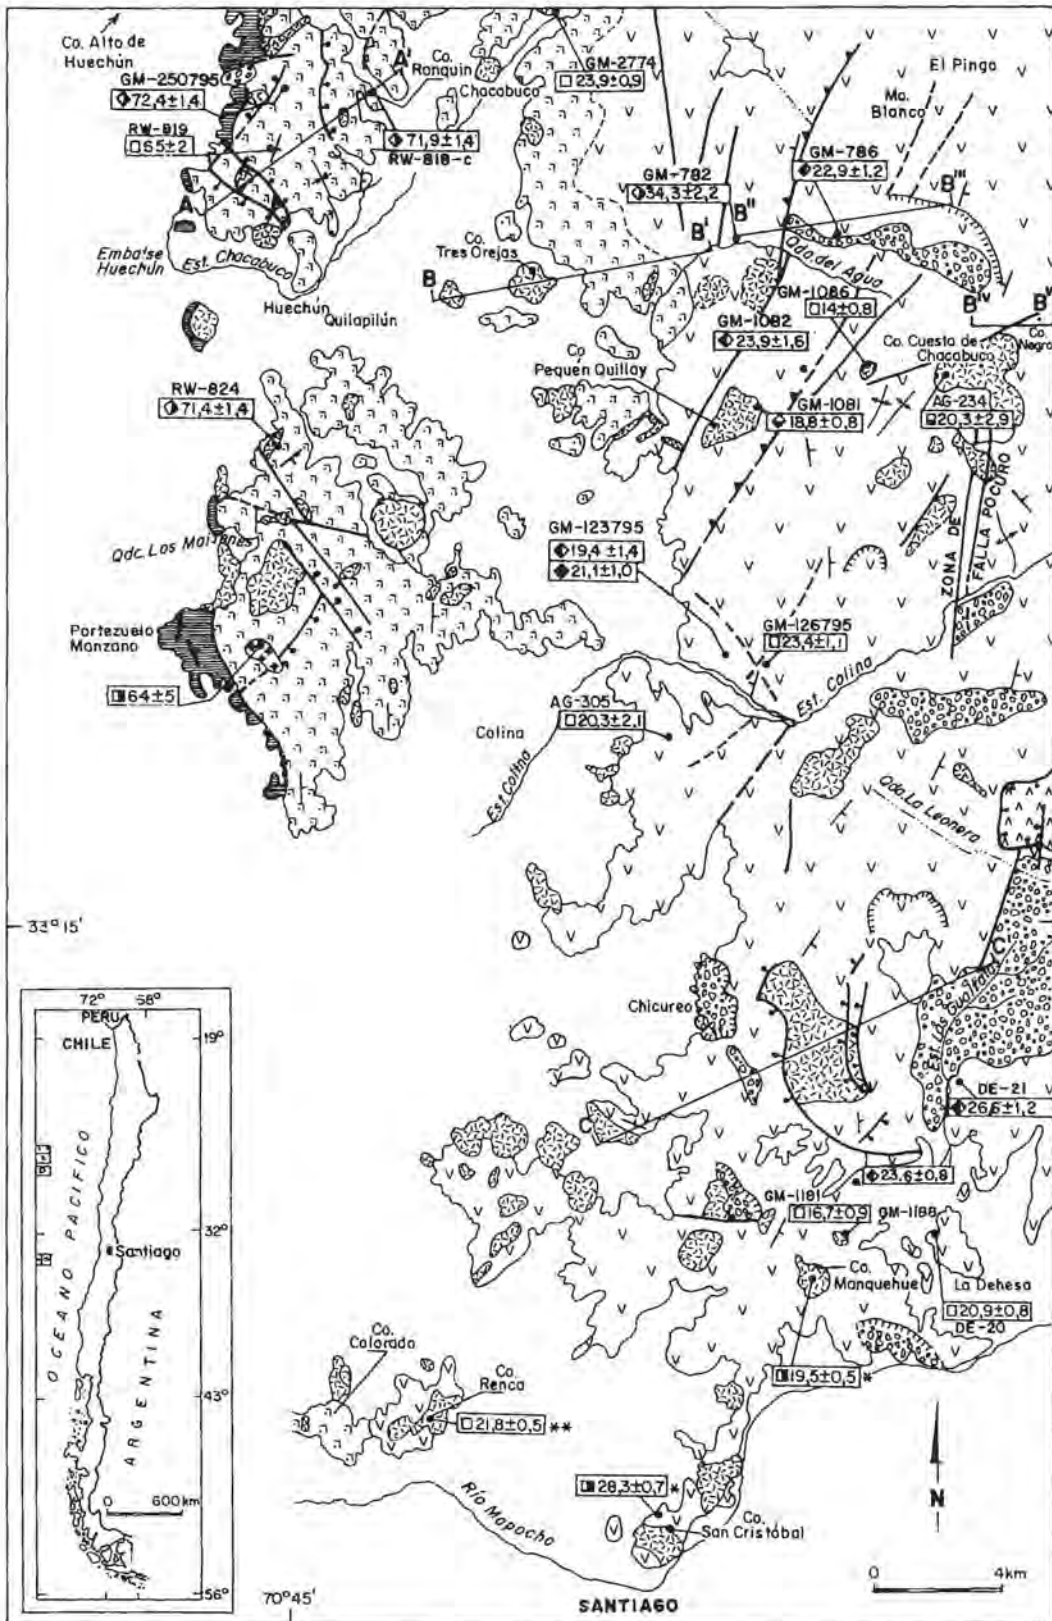 Co. Alto de
Huechún
GM-250795
72,4±1,4
RW-819
65±2
A
A'
Co.
Ronquin
Chacabuco
71,9±1,4
RW-818-c
GM-2774
23,9±0,9
El Pingo
Mo.
Blanco
GM-786
22,9±1,2
GM-782
34,3±2,2
B'
B''
B'''
Embalse
Huechún
Est. Chacabuco
Huechún
Quilapilún
Co.
Tres Orejas
B
Qda. del Agua
GM-1086
14±0,8
GM-1082
23,9±1,6
Co.
Pequen Quillay
Co. Cuesta de
Chacabuco
Co.
Negro
AG-234
20,3±2,9
RW-824
71,4±1,4
GM-1081
18,8±0,8
GM-123795
19,4±1,4
21,1±1,0
ZONA DE
FALLA POCURO
Portezuelo
Manzano
64±5
GM-126795
23,4±1,1
Est. Colina
AG-305
20,3±2,1
Colina
Est. Colina
Qda. La Leonera
33°15'
C'
Chicureo
C
DE-21
26,6±1,2
23,6±0,8
GM-1181
16,7±0,9
GM-1188
Co.
Manquehue
La Dehesa
20,9±0,8
DE-20
19,5±0,5 *
Co.
Colorado
Co.
Renca
21,8±0,5 **
Río Mapocho
28,3±0,7 *
Co.
San Cristóbal
N
0 4km
SANTIAGO
70°45'
72° 68°
PERU
CHILE
19°
OCEANO PACIFICO
32°
Santiago
ARGENTINA
43°
0 600km
56°